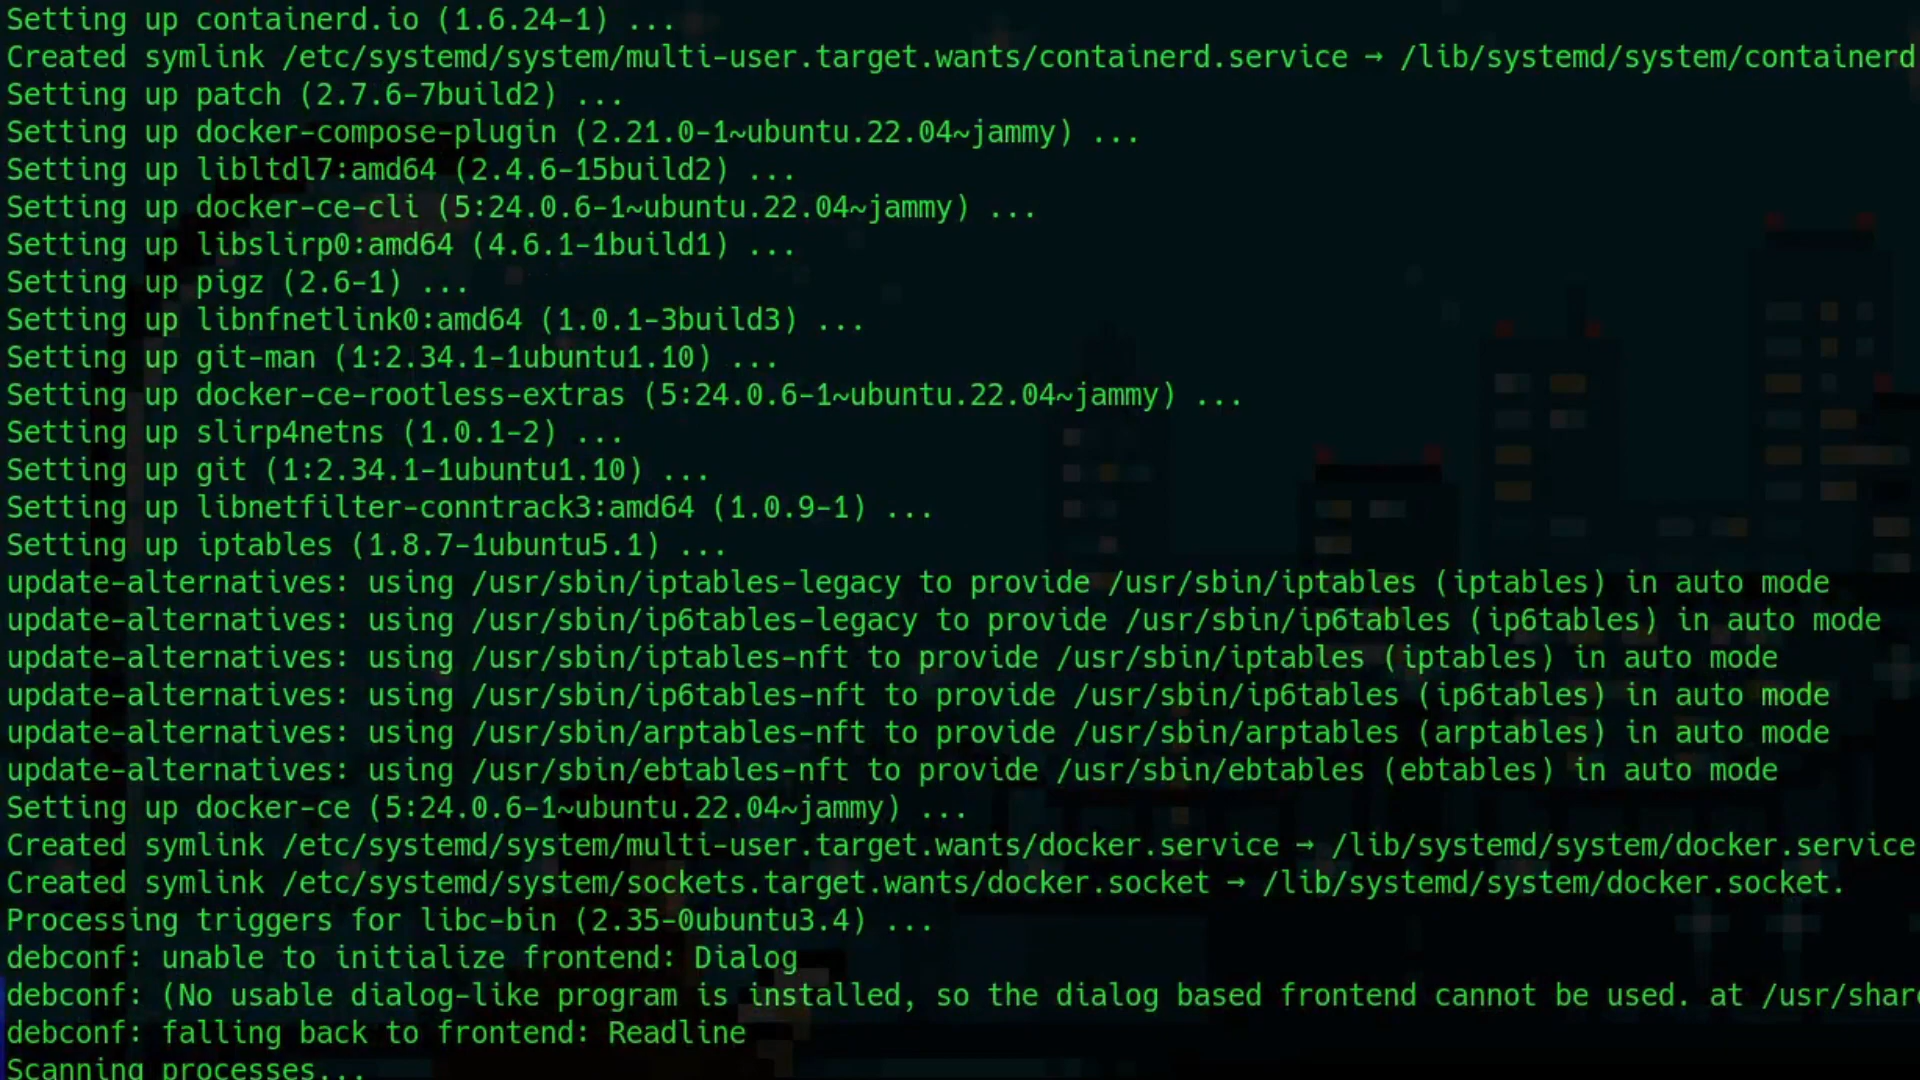 Setting up containerd.io (1.6.24-1) ...
Created symlink /etc/systemd/system/multi-user.target.wants/containerd.service → /lib/systemd/system/containerd
Setting up patch (2.7.6-7build2) ...
Setting up docker-compose-plugin (2.21.0-1~ubuntu.22.04~jammy) ...
Setting up libltdl7:amd64 (2.4.6-15build2) ...
Setting up docker-ce-cli (5:24.0.6-1~ubuntu.22.04~jammy) ...
Setting up libslirp0:amd64 (4.6.1-1build1) ...
Setting up pigz (2.6-1) ...
Setting up libnfnetlink0:amd64 (1.0.1-3build3) ...
Setting up git-man (1:2.34.1-1ubuntu1.10) ...
Setting up docker-ce-rootless-extras (5:24.0.6-1~ubuntu.22.04~jammy) ...
Setting up slirp4netns (1.0.1-2) ...
Setting up git (1:2.34.1-1ubuntu1.10) ...
Setting up libnetfilter-conntrack3:amd64 (1.0.9-1) ...
Setting up iptables (1.8.7-1ubuntu5.1) ...
update-alternatives: using /usr/sbin/iptables-legacy to provide /usr/sbin/iptables (iptables) in auto mode
update-alternatives: using /usr/sbin/ip6tables-legacy to provide /usr/sbin/ip6tables (ip6tables) in auto mode
update-alternatives: using /usr/sbin/iptables-nft to provide /usr/sbin/iptables (iptables) in auto mode
update-alternatives: using /usr/sbin/ip6tables-nft to provide /usr/sbin/ip6tables (ip6tables) in auto mode
update-alternatives: using /usr/sbin/arptables-nft to provide /usr/sbin/arptables (arptables) in auto mode
update-alternatives: using /usr/sbin/ebtables-nft to provide /usr/sbin/ebtables (ebtables) in auto mode
Setting up docker-ce (5:24.0.6-1~ubuntu.22.04~jammy) ...
Created symlink /etc/systemd/system/multi-user.target.wants/docker.service → /lib/systemd/system/docker.service
Created symlink /etc/systemd/system/sockets.target.wants/docker.socket → /lib/systemd/system/docker.socket.
Processing triggers for libc-bin (2.35-0ubuntu3.4) ...
debconf: unable to initialize frontend: Dialog
debconf: (No usable dialog-like program is installed, so the dialog based frontend cannot be used. at /usr/share
debconf: falling back to frontend: Readline
Scanning processes...